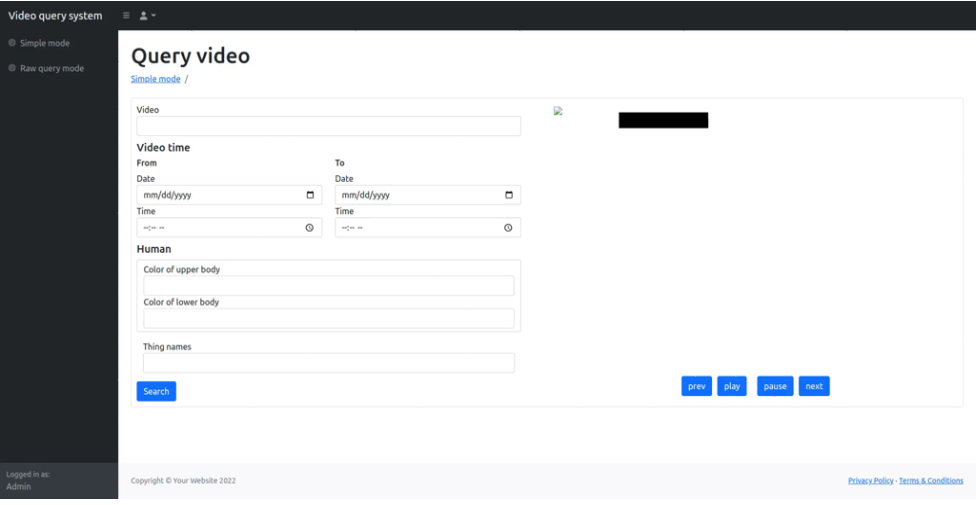 Video query system
Simple mode
Raw query mode
Query video
Simple mode /
Video
Video time
From To
Date Date
mm/dd/yyyy mm/dd/yyyy
Time Time
--:-- -- --:-- --
Human
Color of upper body
Color of lower body
Thing names
Search
prev play pause next
Logged in as:
Admin
Copyright © Your Website 2022
Privacy Policy · Terms & Conditions